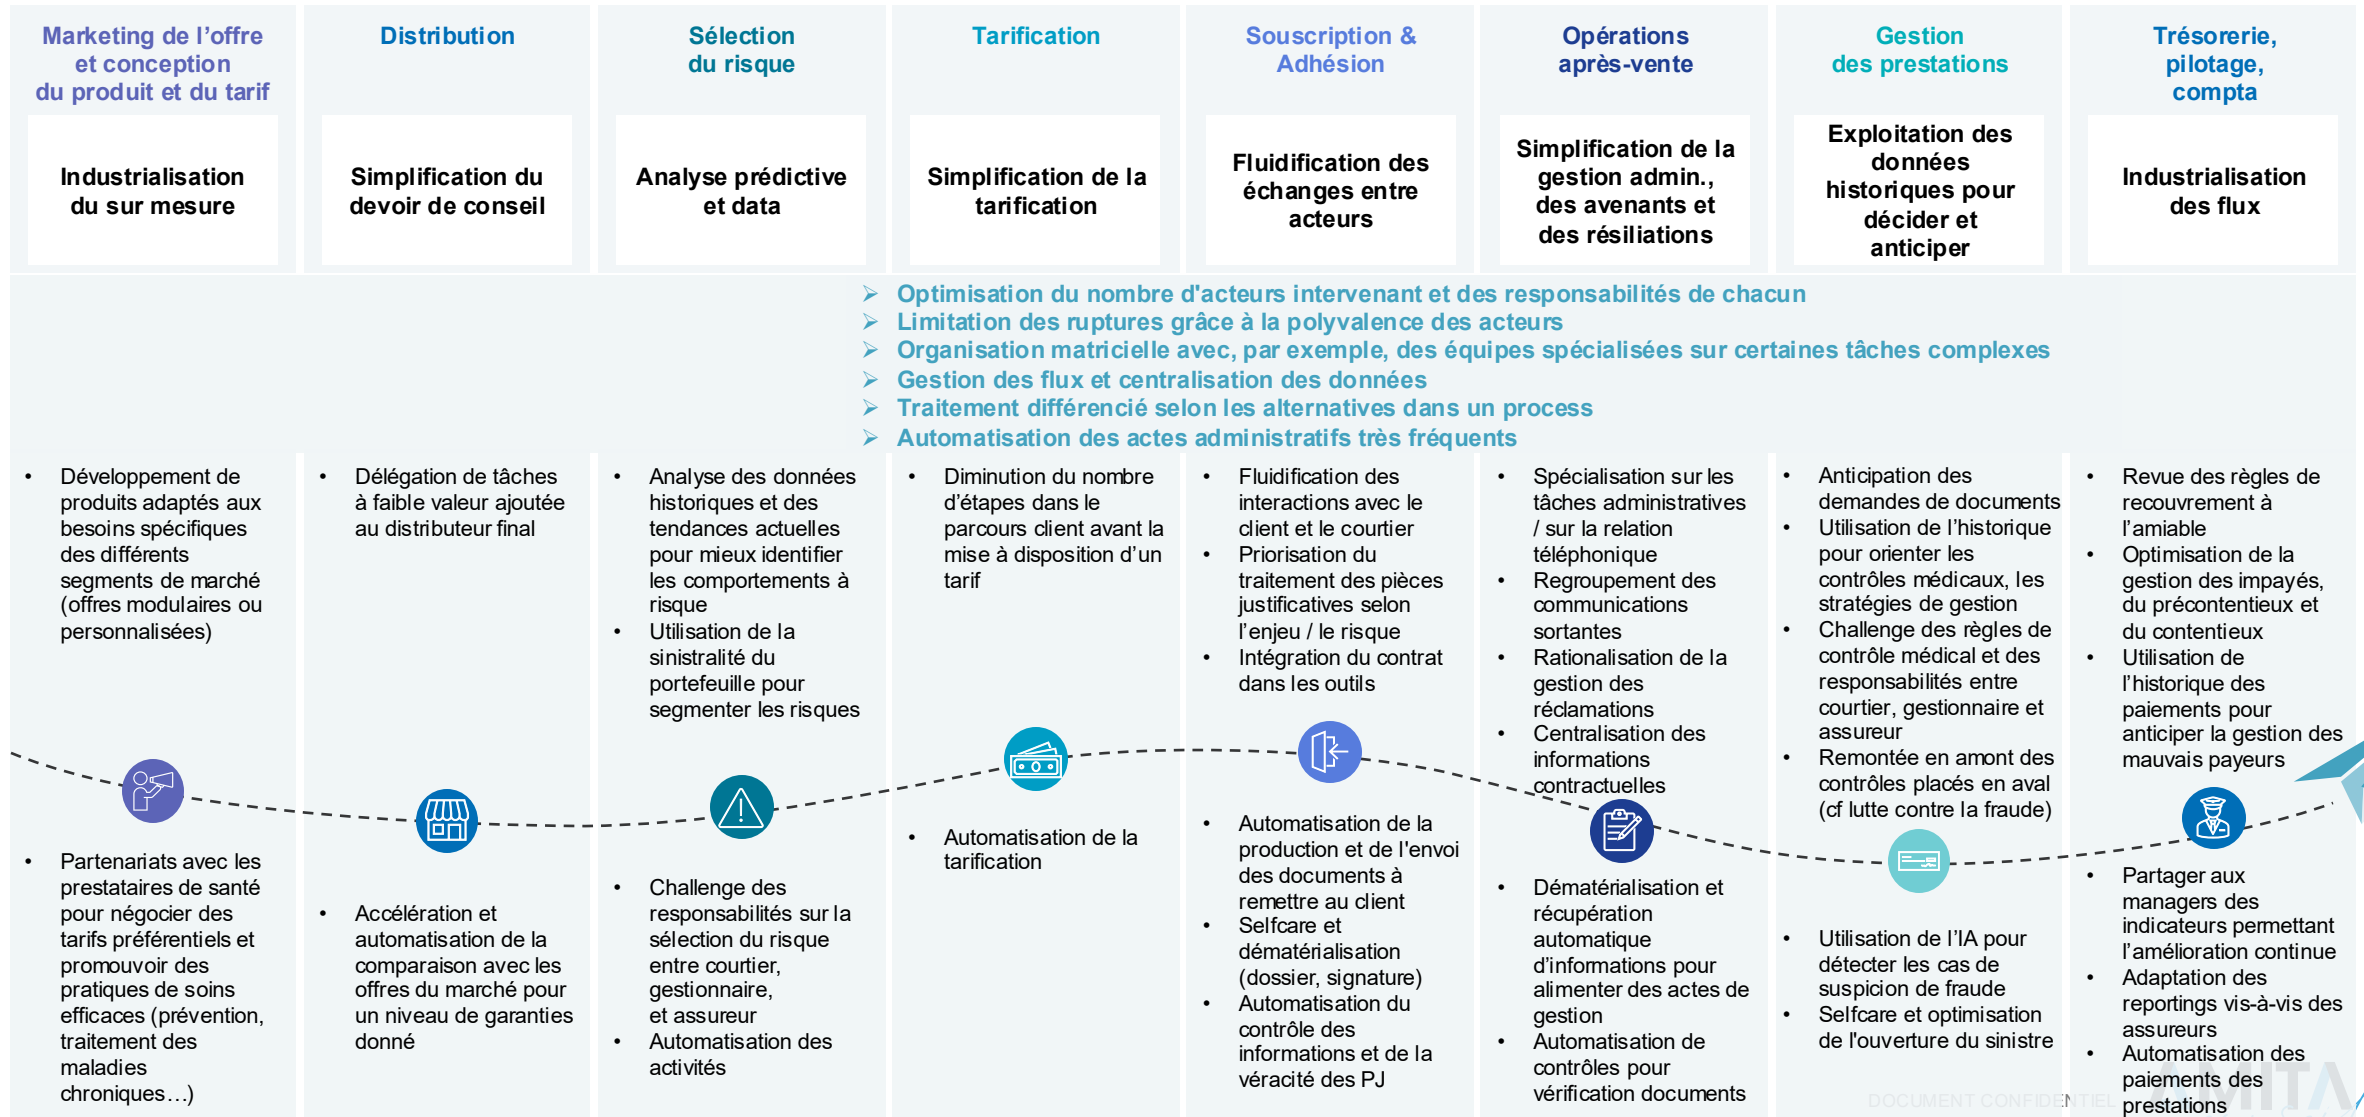 Marketing de l’offre
et conception
du produit et du tarif
Industrialisation
du sur mesure
Distribution
Simplification du
devoir de conseil
Sélection
du risque
Analyse prédictive
et data
Tarification
Simplification de la
tarification
Souscription &
Adhésion
Fluidification des
échanges entre
acteurs
Opérations
après-vente
Simplification de la
gestion admin.,
des avenants et
des résiliations
Gestion
des prestations
Exploitation des
données
historiques pour
décider et
anticiper
Trésorerie,
pilotage,
compta
Industrialisation
des flux
➢ Optimisation du nombre d'acteurs intervenant et des responsabilités de chacun
➢ Limitation des ruptures grâce à la polyvalence des acteurs
➢ Organisation matricielle avec, par exemple, des équipes spécialisées sur certaines tâches complexes
➢ Gestion des flux et centralisation des données
➢ Traitement différencié selon les alternatives dans un process
➢ Automatisation des actes administratifs très fréquents
• Développement de
produits adaptés aux
besoins spécifiques
des différents
segments de marché
(offres modulaires ou
personnalisées)
• Partenariats avec les
prestataires de santé
pour négocier des
tarifs préférentiels et
promouvoir des
pratiques de soins
efficaces (prévention,
traitement des
maladies
chroniques…)
• Délégation de tâches
à faible valeur ajoutée
au distributeur final
• Accélération et
automatisation de la
comparaison avec les
offres du marché pour
un niveau de garanties
donné
• Analyse des données
historiques et des
tendances actuelles
pour mieux identifier
les comportements à
risque
• Utilisation de la
sinistralité du
portefeuille pour
segmenter les risques
• Challenge des
responsabilités sur la
sélection du risque
entre courtier,
gestionnaire,
et assureur
• Automatisation des
activités
• Diminution du nombre
d’étapes dans le
parcours client avant la
mise à disposition d’un
tarif
• Automatisation de la
tarification
• Fluidification des
interactions avec le
client et le courtier
• Priorisation du
traitement des pièces
justificatives selon
l’enjeu / le risque
• Intégration du contrat
dans les outils
• Automatisation de la
production et de l'envoi
des documents à
remettre au client
• Selfcare et
dématérialisation
(dossier, signature)
• Automatisation du
contrôle des
informations et de la
véracité des PJ
• Spécialisation sur les
tâches administratives
/ sur la relation
téléphonique
• Regroupement des
communications
sortantes
• Rationalisation de la
gestion des
réclamations
• Centralisation des
informations
contractuelles
• Dématérialisation et
récupération
automatique
d’informations pour
alimenter des actes de
gestion
• Automatisation de
contrôles pour
vérification documents
• Anticipation des
demandes de documents
• Utilisation de l’historique
pour orienter les
contrôles médicaux, les
stratégies de gestion
• Challenge des règles de
contrôle médical et des
responsabilités entre
courtier, gestionnaire et
assureur
• Remontée en amont des
contrôles placés en aval
(cf lutte contre la fraude)
• Utilisation de l’IA pour
détecter les cas de
suspicion de fraude
• Selfcare et optimisation
de l'ouverture du sinistre
• Revue des règles de
recouvrement à
l’amiable
• Optimisation de la
gestion des impayés,
du précontentieux et
du contentieux
• Utilisation de
l’historique des
paiements pour
anticiper la gestion des
mauvais payeurs
• Partager aux
managers des
indicateurs permettant
l’amélioration continue
• Adaptation des
reportings vis-à-vis des
assureurs
• Automatisation des
paiements des
prestations
DOCUMENT CONFIDENTIEL
AMITA